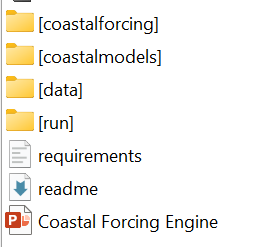 [coastalforcing]
[coastalmodels]
[data]
[run]
requirements
readme
Coastal Forcing Engine